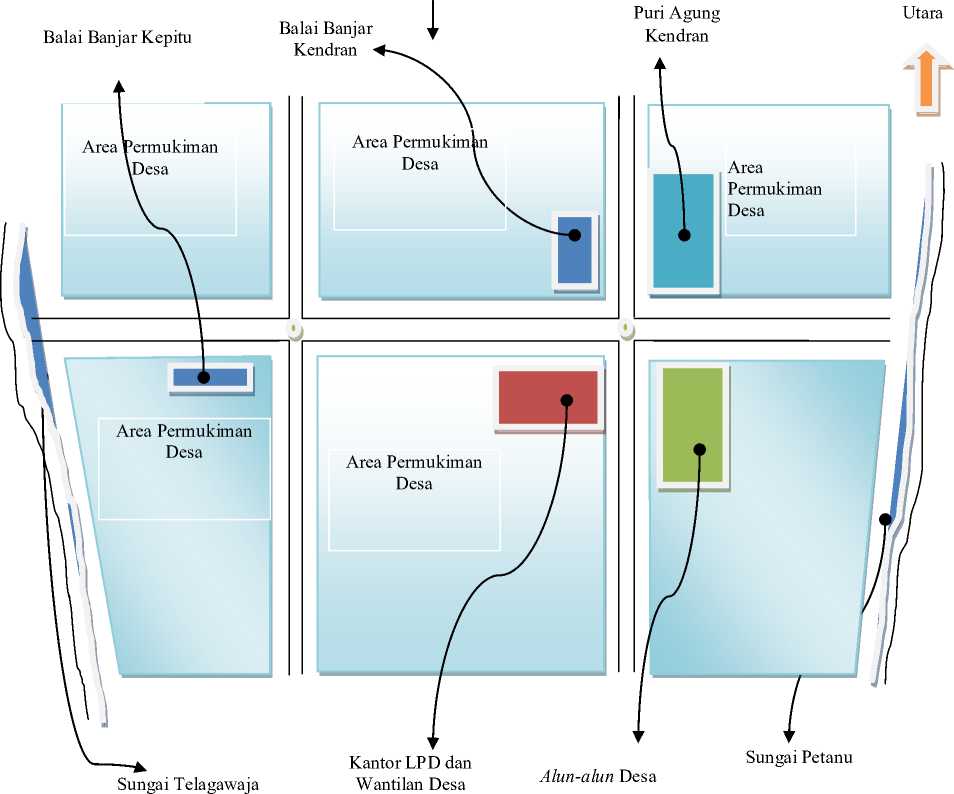 Puri Agung
Kendran
Utara
Balai Banjar
Kendran
Balai Banjar Kepitu
Area Permukiman
Desa
Area Permukiman
Desa
Area
Permukiman
Desa
Area Permukiman
Desa
Area Permukiman
Desa
Sungai Telagawaja
Kantor LPD dan
Wantilan Desa
Alun-alun Desa
Sungai Petanu